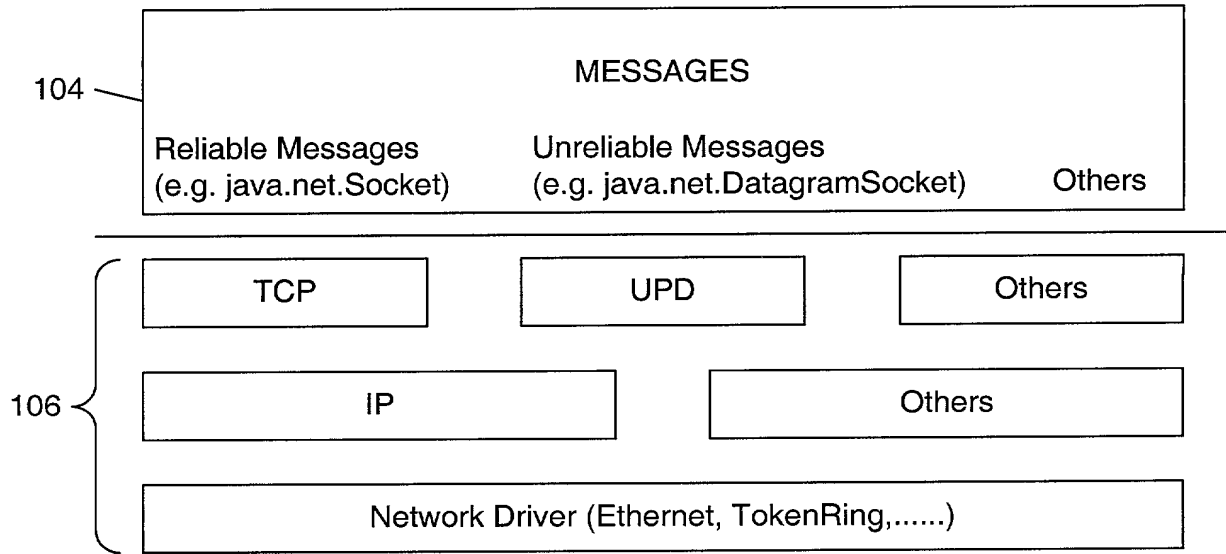 MESSAGES
104
Reliable Messages
(e.g. java.net.Socket)
Unreliable Messages
(e.g. java.net.DatagramSocket)
Others
TCP
UPD
Others
106
IP
Others
Network Driver (Ethernet, TokenRing,......)